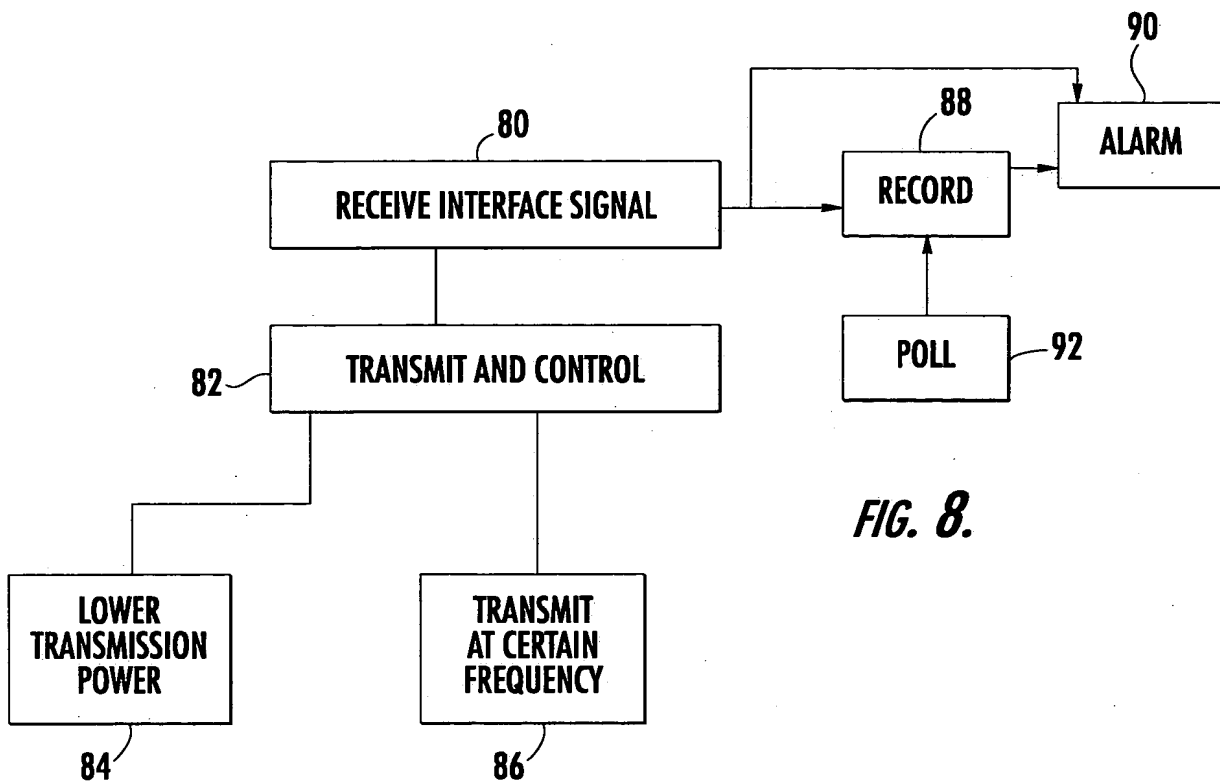 90
ALARM
88
RECORD
80
RECEIVE INTERFACE SIGNAL
POLL
92
82
TRANSMIT AND CONTROL
FIG. 8.
LOWER
TRANSMISSION
POWER
84
TRANSMIT
AT CERTAIN
FREQUENCY
86